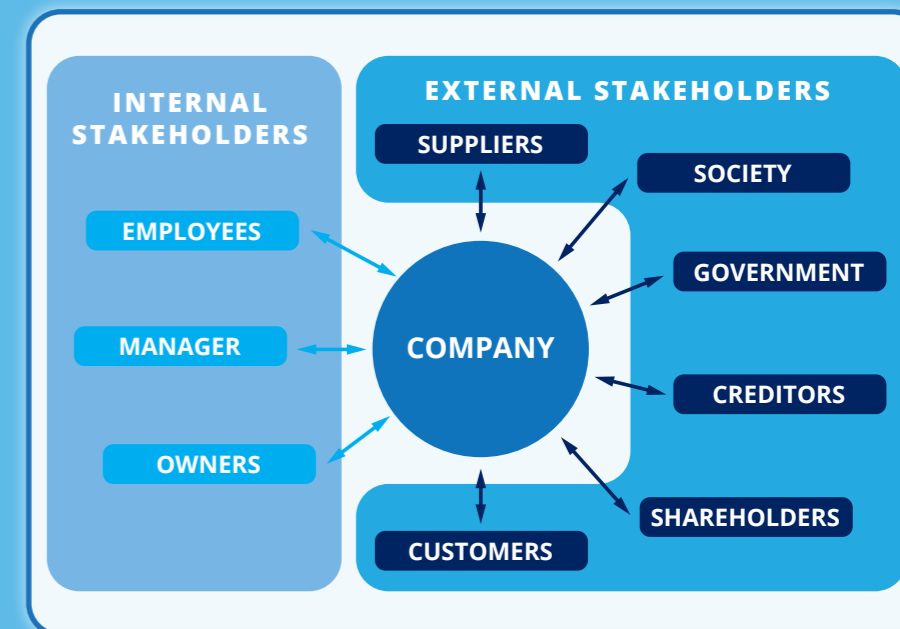 INTERNAL
STAKEHOLDERS
EMPLOYEES
MANAGER
OWNERS
EXTERNAL STAKEHOLDERS
SUPPLIERS
SOCIETY
GOVERNMENT
COMPANY
CREDITORS
SHAREHOLDERS
CUSTOMERS